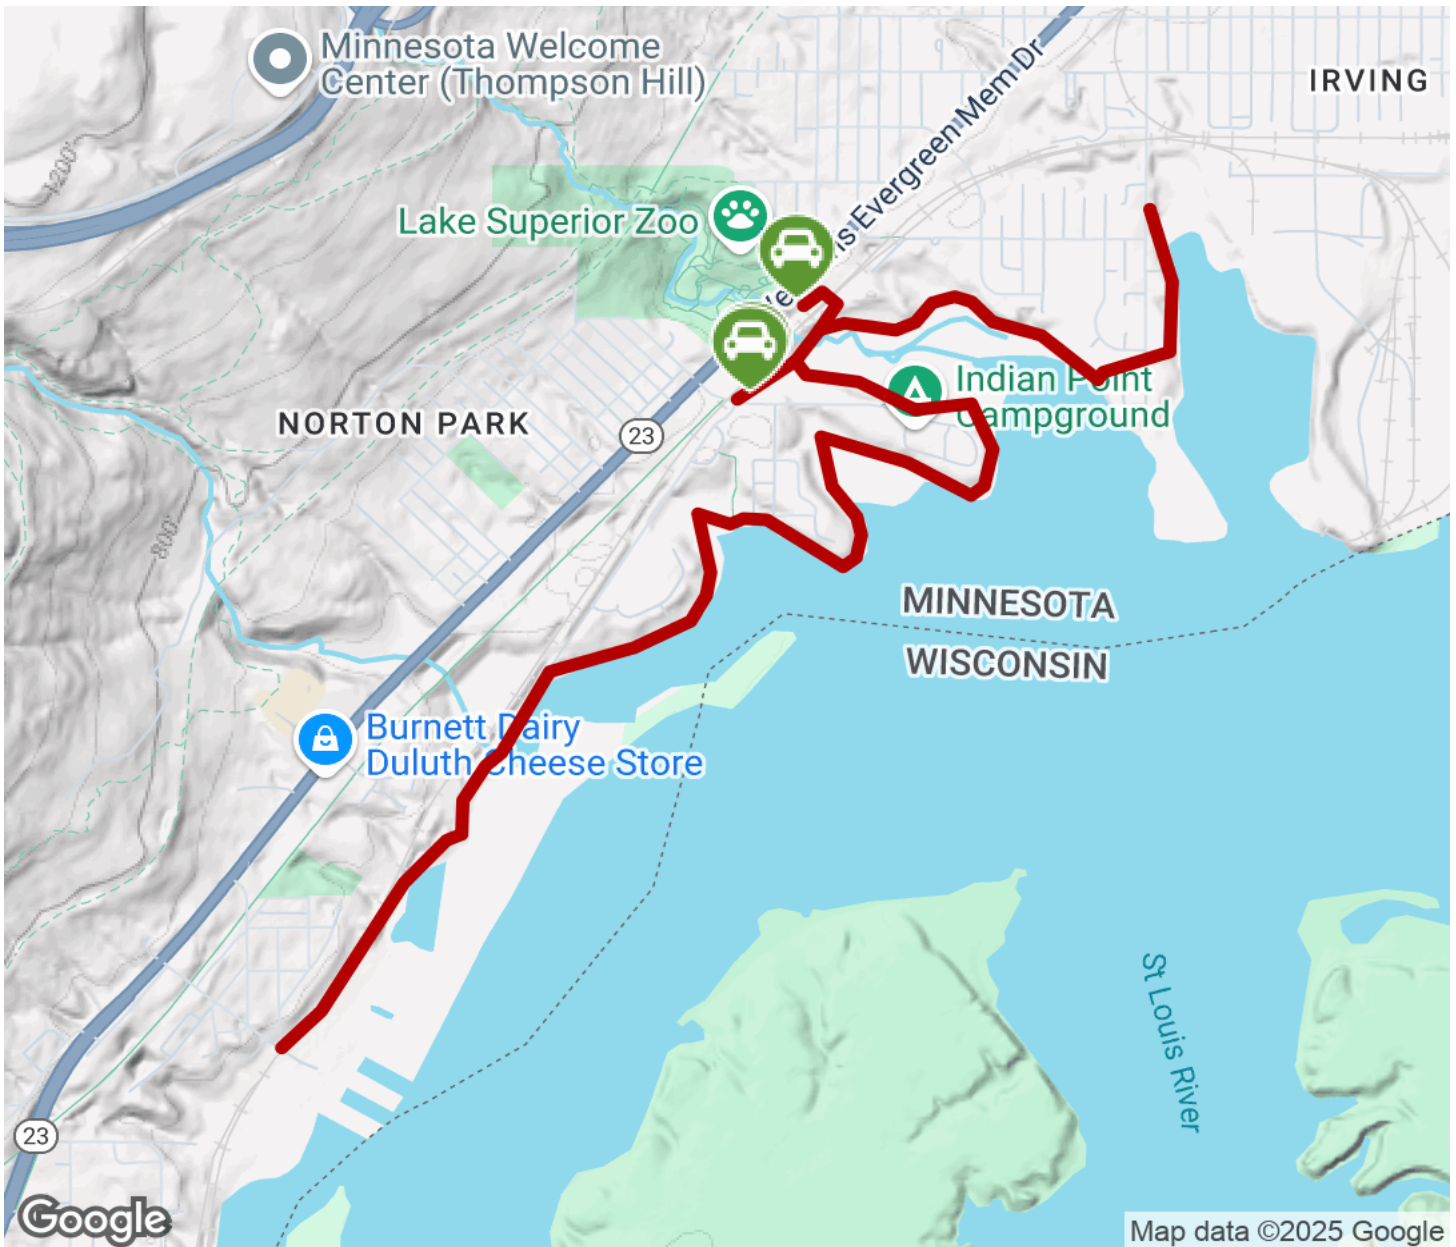 Minnesota Welcome
Center (Thompson Hill)
IRVING
is Evergreen Mem Dr
1200'
Lake Superior Zoo
Indian Point
Campground
NORTON PARK
23
800'
MINNESOTA
WISCONSIN
Burnett Dairy
Duluth Cheese Store
St Louis River
23
Google
Map data ©2025 Google